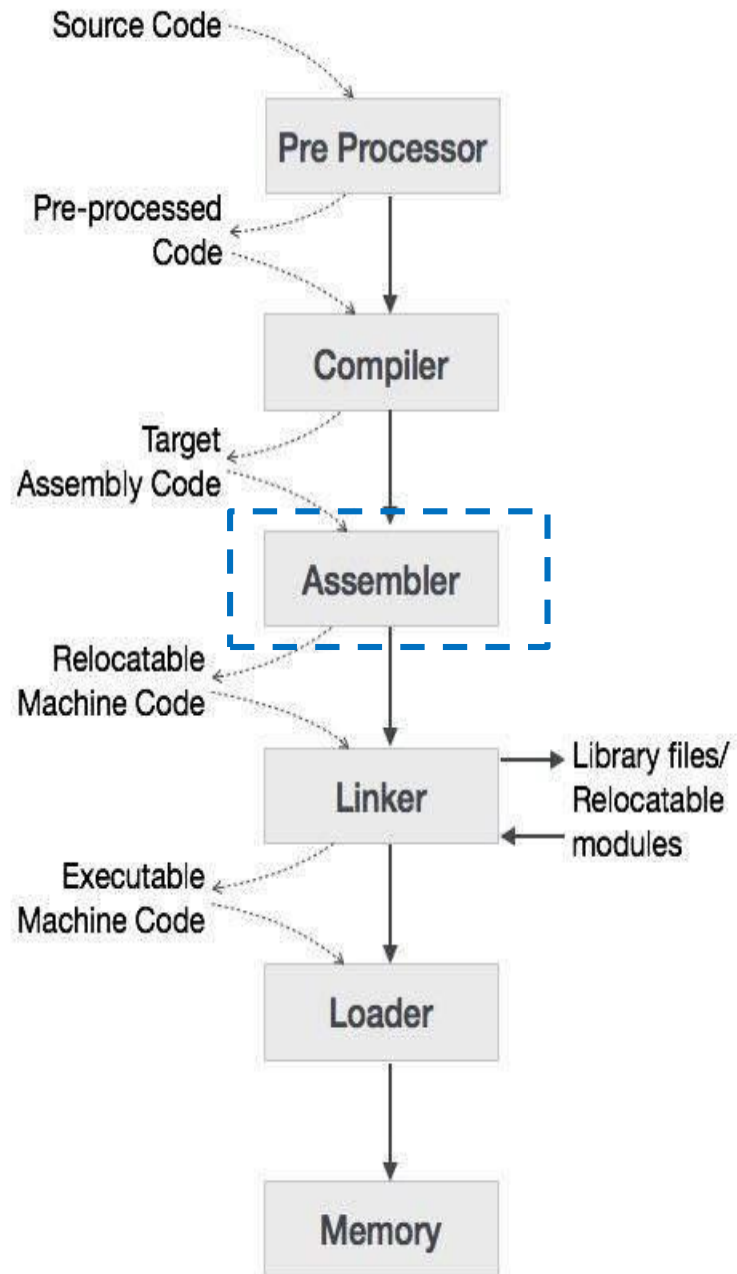 Source Code
Pre Processor
Pre-processed
Code
Compiler
Target
Assembly Code
Assembler
Relocatable
Machine Code
Linker
Library files/
Relocatable
modules
Executable
Machine Code
Loader
Memory